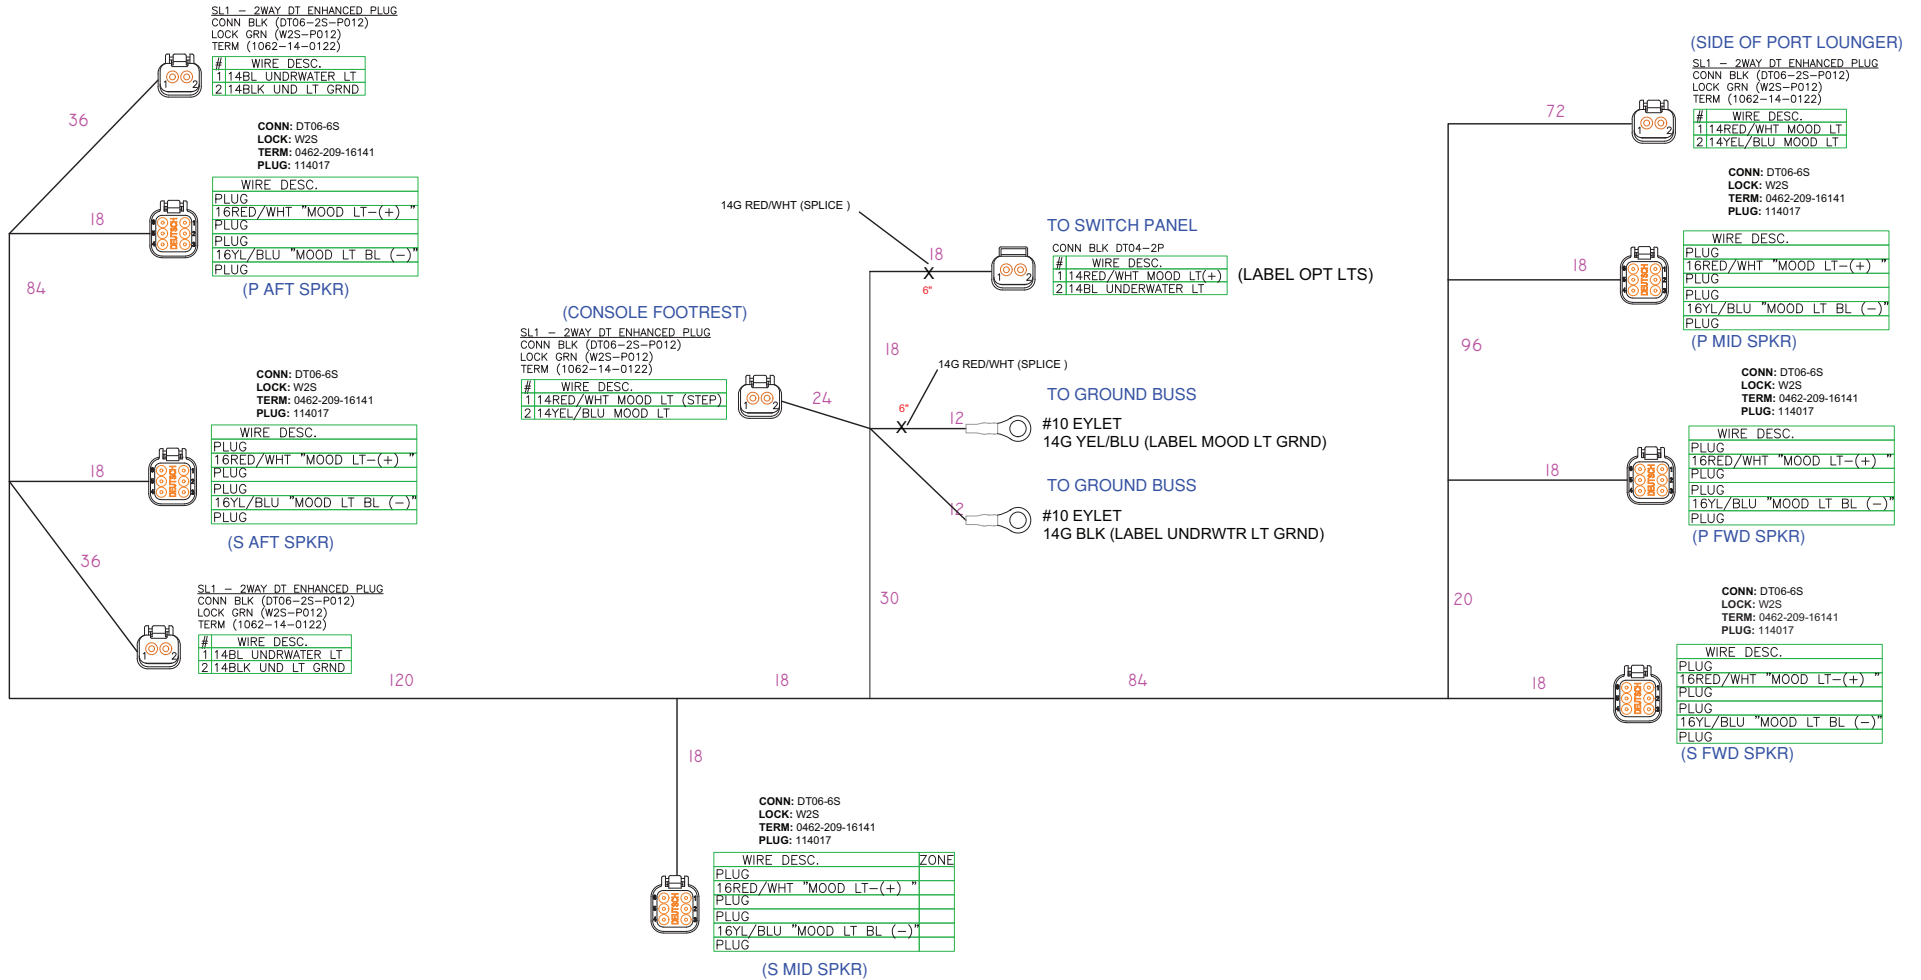 SL1 - 2WAY DT ENHANCED PLUG
CONN BLK (DT06-2S-P012)
LOCK GRN (W2S-P012)
TERM (1062-14-0122)
# WIRE DESC.
1 14BL UNDRWATER LT
2 14BLK UND LT GRND
1 2
36
CONN: DT06-6S
LOCK: W2S
TERM: 0462-209-16141
PLUG: 114017
WIRE DESC.
PLUG
16RED/WHT "MOOD LT-(+) "
PLUG
PLUG
16YL/BLU "MOOD LT BL (-)"
PLUG
DEUTSCH
18
(P AFT SPKR)
84
CONN: DT06-6S
LOCK: W2S
TERM: 0462-209-16141
PLUG: 114017
WIRE DESC.
PLUG
16RED/WHT "MOOD LT-(+) "
PLUG
PLUG
16YL/BLU "MOOD LT BL (-)"
PLUG
DEUTSCH
18
(S AFT SPKR)
36
SL1 - 2WAY DT ENHANCED PLUG
CONN BLK (DT06-2S-P012)
LOCK GRN (W2S-P012)
TERM (1062-14-0122)
# WIRE DESC.
1 14BL UNDRWATER LT
2 14BLK UND LT GRND
1 2
120
18
84
14G RED/WHT (SPLICE )
18
X
6"
TO SWITCH PANEL
CONN BLK DT04-2P
# WIRE DESC.
1 14RED/WHT MOOD LT(+)
2 14BL UNDERWATER LT
1 2
(LABEL OPT LTS)
(CONSOLE FOOTREST)
SL1 - 2WAY DT ENHANCED PLUG
CONN BLK (DT06-2S-P012)
LOCK GRN (W2S-P012)
TERM (1062-14-0122)
# WIRE DESC.
1 14RED/WHT MOOD LT (STEP)
2 14YEL/BLU MOOD LT
1 2
24
18
14G RED/WHT (SPLICE )
6"
X
12
TO GROUND BUSS
#10 EYLET
14G YEL/BLU (LABEL MOOD LT GRND)
12
TO GROUND BUSS
#10 EYLET
14G BLK (LABEL UNDRWTR LT GRND)
30
18
CONN: DT06-6S
LOCK: W2S
TERM: 0462-209-16141
PLUG: 114017
WIRE DESC. ZONE
PLUG
16RED/WHT "MOOD LT-(+) "
PLUG
PLUG
16YL/BLU "MOOD LT BL (-)"
PLUG
DEUTSCH
(S MID SPKR)
(SIDE OF PORT LOUNGER)
SL1 - 2WAY DT ENHANCED PLUG
CONN BLK (DT06-2S-P012)
LOCK GRN (W2S-P012)
TERM (1062-14-0122)
# WIRE DESC.
1 14RED/WHT MOOD LT
2 14YEL/BLU MOOD LT
1 2
72
CONN: DT06-6S
LOCK: W2S
TERM: 0462-209-16141
PLUG: 114017
WIRE DESC.
PLUG
16RED/WHT "MOOD LT-(+) "
PLUG
PLUG
16YL/BLU "MOOD LT BL (-)"
PLUG
DEUTSCH
18
(P MID SPKR)
96
CONN: DT06-6S
LOCK: W2S
TERM: 0462-209-16141
PLUG: 114017
WIRE DESC.
PLUG
16RED/WHT "MOOD LT-(+) "
PLUG
PLUG
16YL/BLU "MOOD LT BL (-)"
PLUG
DEUTSCH
18
(P FWD SPKR)
20
CONN: DT06-6S
LOCK: W2S
TERM: 0462-209-16141
PLUG: 114017
WIRE DESC.
PLUG
16RED/WHT "MOOD LT-(+) "
PLUG
PLUG
16YL/BLU "MOOD LT BL (-)"
PLUG
DEUTSCH
18
(S FWD SPKR)